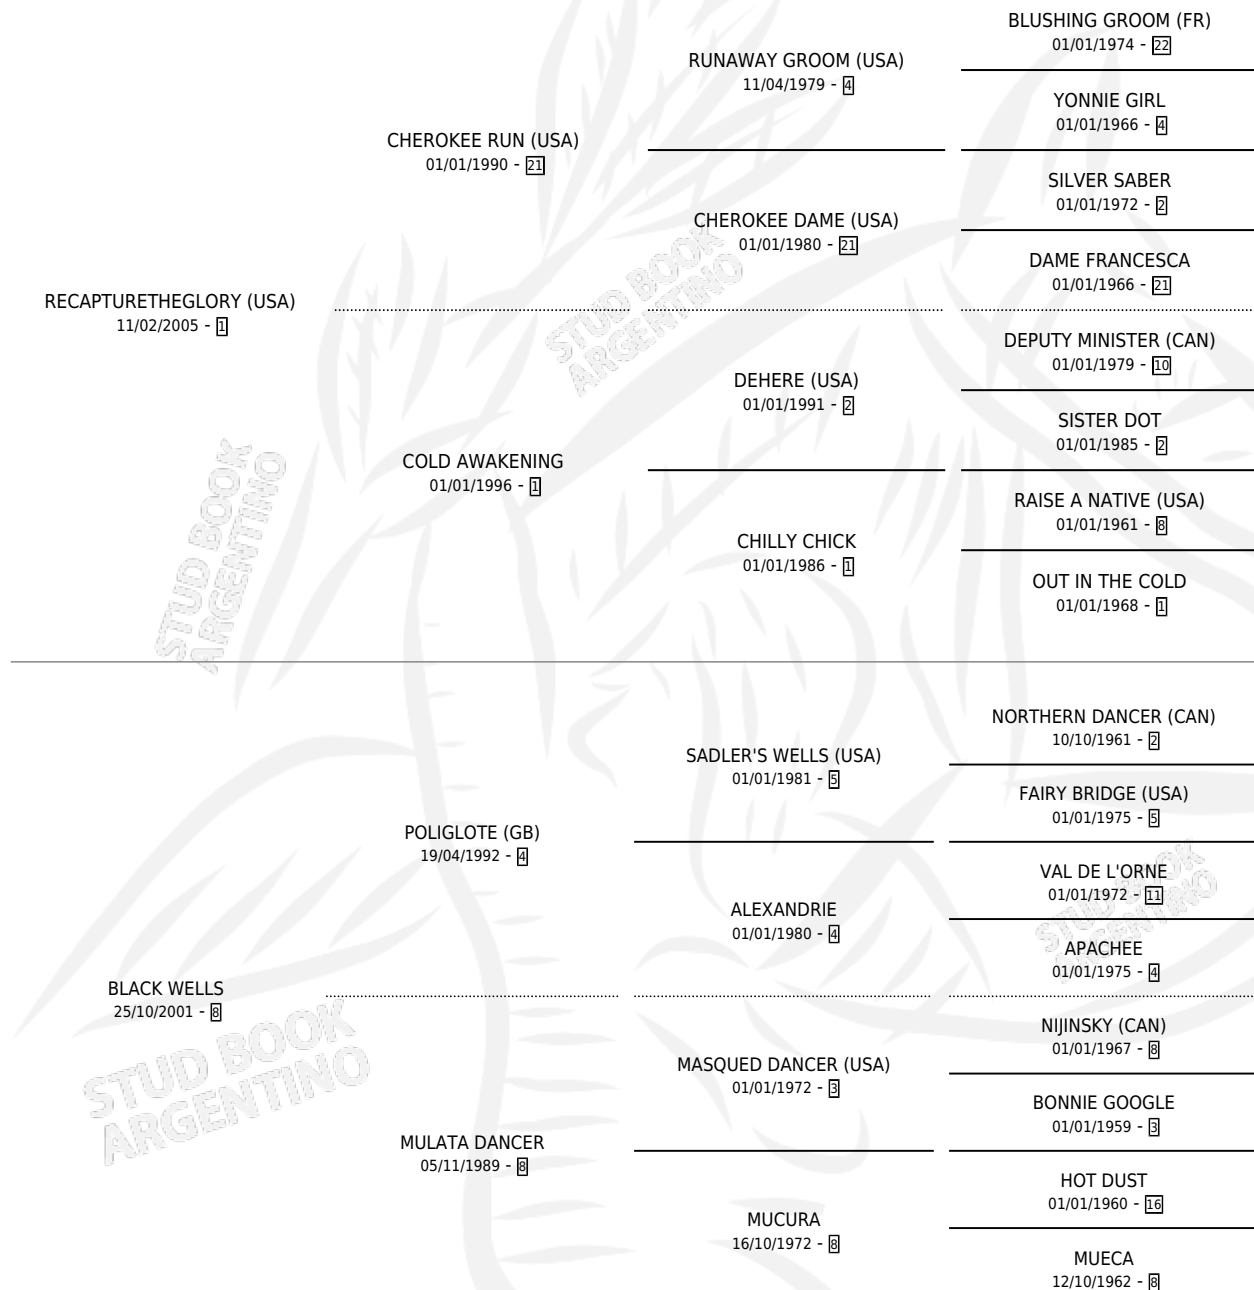 BLUSHING GROOM (FR)
01/01/1974 - 22
RUNAWAY GROOM (USA)
11/04/1979 - 4
YONNIE GIRL
01/01/1966 - 4
CHEROKEE RUN (USA)
01/01/1990 - 21
SILVER SABER
01/01/1972 - 2
CHEROKEE DAME (USA)
01/01/1980 - 21
DAME FRANCESCA
01/01/1966 - 21
RECAPTURETHEGLORY (USA)
11/02/2005 - 1
DEPUTY MINISTER (CAN)
01/01/1979 - 10
DEHERE (USA)
01/01/1991 - 2
SISTER DOT
01/01/1985 - 2
COLD AWAKENING
01/01/1996 - 1
RAISE A NATIVE (USA)
01/01/1961 - 8
CHILLY CHICK
01/01/1986 - 1
OUT IN THE COLD
01/01/1968 - 1
NORTHERN DANCER (CAN)
10/10/1961 - 2
SADLER'S WELLS (USA)
01/01/1981 - 5
FAIRY BRIDGE (USA)
01/01/1975 - 5
POLIGLOTE (GB)
19/04/1992 - 4
VAL DE L'ORNE
01/01/1972 - 11
ALEXANDRIE
01/01/1980 - 4
APACHEE
01/01/1975 - 4
BLACK WELLS
25/10/2001 - 8
NIJINSKY (CAN)
01/01/1967 - 8
MASQUED DANCER (USA)
01/01/1972 - 3
BONNIE GOOGLE
01/01/1959 - 3
MULATA DANCER
05/11/1989 - 8
HOT DUST
01/01/1960 - 16
MUCURA
16/10/1972 - 8
MUECA
12/10/1962 - 8
STUD BOOK
ARGENTINO
STUD BOOK
ARGENTINO
STUD BOOK
ARGENTINO
STUD BOOK
ARGENTINO